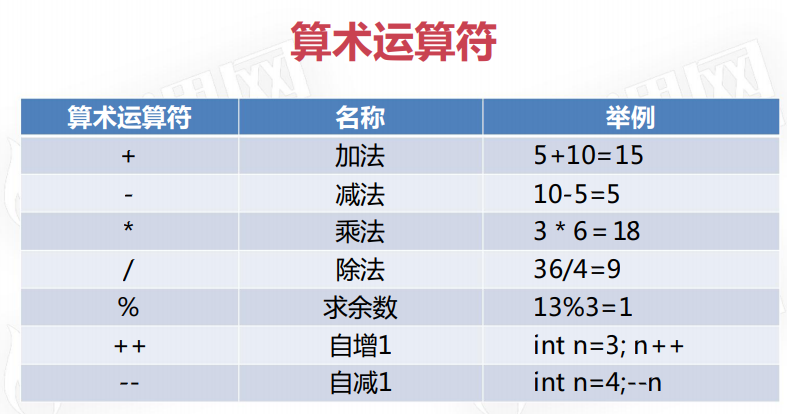 算术运算符
算术运算符 名称 举例
+ 加法 5+10=15
- 减法 10-5=5
* 乘法 3 * 6 = 18
/ 除法 36/4=9
% 求余数 13%3=1
++ 自增1 int n=3; n++
-- 自减1 int n=4;--n